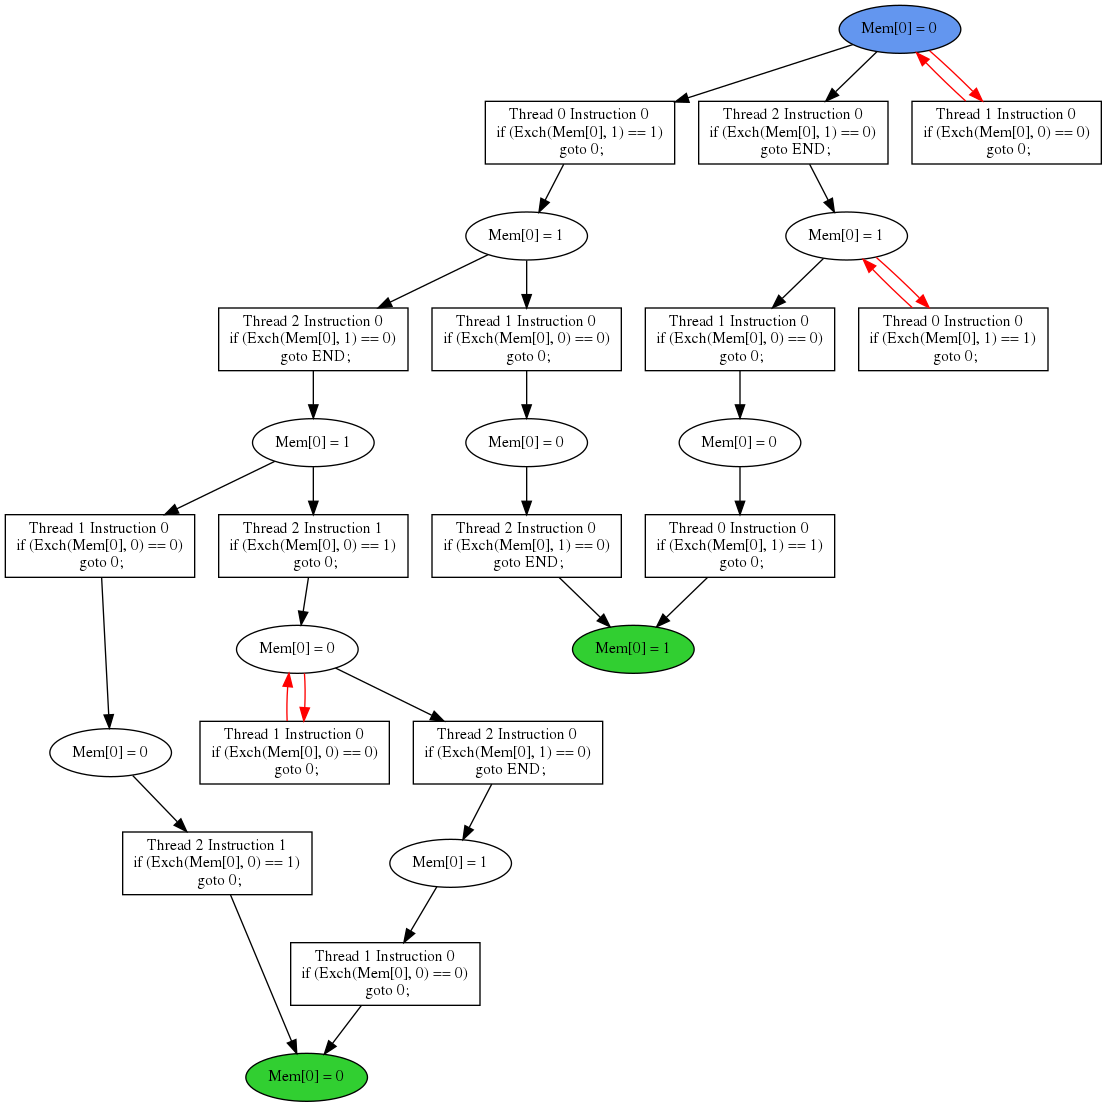 Mem[0] = 0
Thread 0 Instruction 0
if (Exch(Mem[0], 1) == 1)
goto 0;
Thread 2 Instruction 0
if (Exch(Mem[0], 1) == 0)
goto END;
Thread 1 Instruction 0
if (Exch(Mem[0], 0) == 0)
goto 0;
Mem[0] = 1
Mem[0] = 1
Thread 2 Instruction 0
if (Exch(Mem[0], 1) == 0)
goto END;
Thread 1 Instruction 0
if (Exch(Mem[0], 0) == 0)
goto 0;
Thread 1 Instruction 0
if (Exch(Mem[0], 0) == 0)
goto 0;
Thread 0 Instruction 0
if (Exch(Mem[0], 1) == 1)
goto 0;
Mem[0] = 1
Mem[0] = 0
Mem[0] = 0
Thread 1 Instruction 0
if (Exch(Mem[0], 0) == 0)
goto 0;
Thread 2 Instruction 1
if (Exch(Mem[0], 0) == 1)
goto 0;
Thread 2 Instruction 0
if (Exch(Mem[0], 1) == 0)
goto END;
Thread 0 Instruction 0
if (Exch(Mem[0], 1) == 1)
goto 0;
Mem[0] = 0
Mem[0] = 1
Thread 1 Instruction 0
if (Exch(Mem[0], 0) == 0)
goto 0;
Thread 2 Instruction 0
if (Exch(Mem[0], 1) == 0)
goto END;
Mem[0] = 0
Thread 2 Instruction 1
if (Exch(Mem[0], 0) == 1)
goto 0;
Mem[0] = 1
Thread 1 Instruction 0
if (Exch(Mem[0], 0) == 0)
goto 0;
Mem[0] = 0